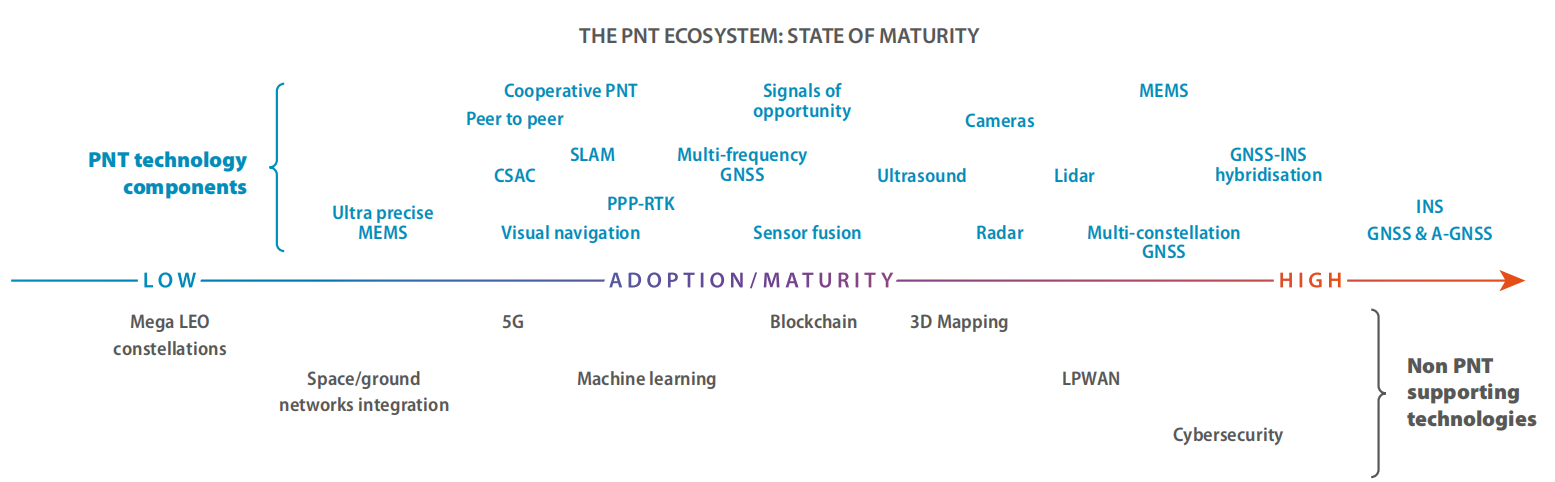 THE PNT ECOSYSTEM: STATE OF MATURITY
PNT technology
components
Cooperative PNT
Peer to peer
Signals of
opportunity
MEMS
Cameras
SLAM
CSAC
Multi-frequency
GNSS
Ultrasound
Lidar
GNSS-INS
hybridisation
Ultra precise
MEMS
PPP-RTK
Visual navigation
Sensor fusion
Radar
Multi-constellation
GNSS
INS
GNSS & A-GNSS
LOW
ADOPTION/MATURITY
HIGH
Mega LEO
constellations
5G
Blockchain
3D Mapping
Space/ground
networks integration
Machine learning
LPWAN
Cybersecurity
Non PNT
supporting
technologies